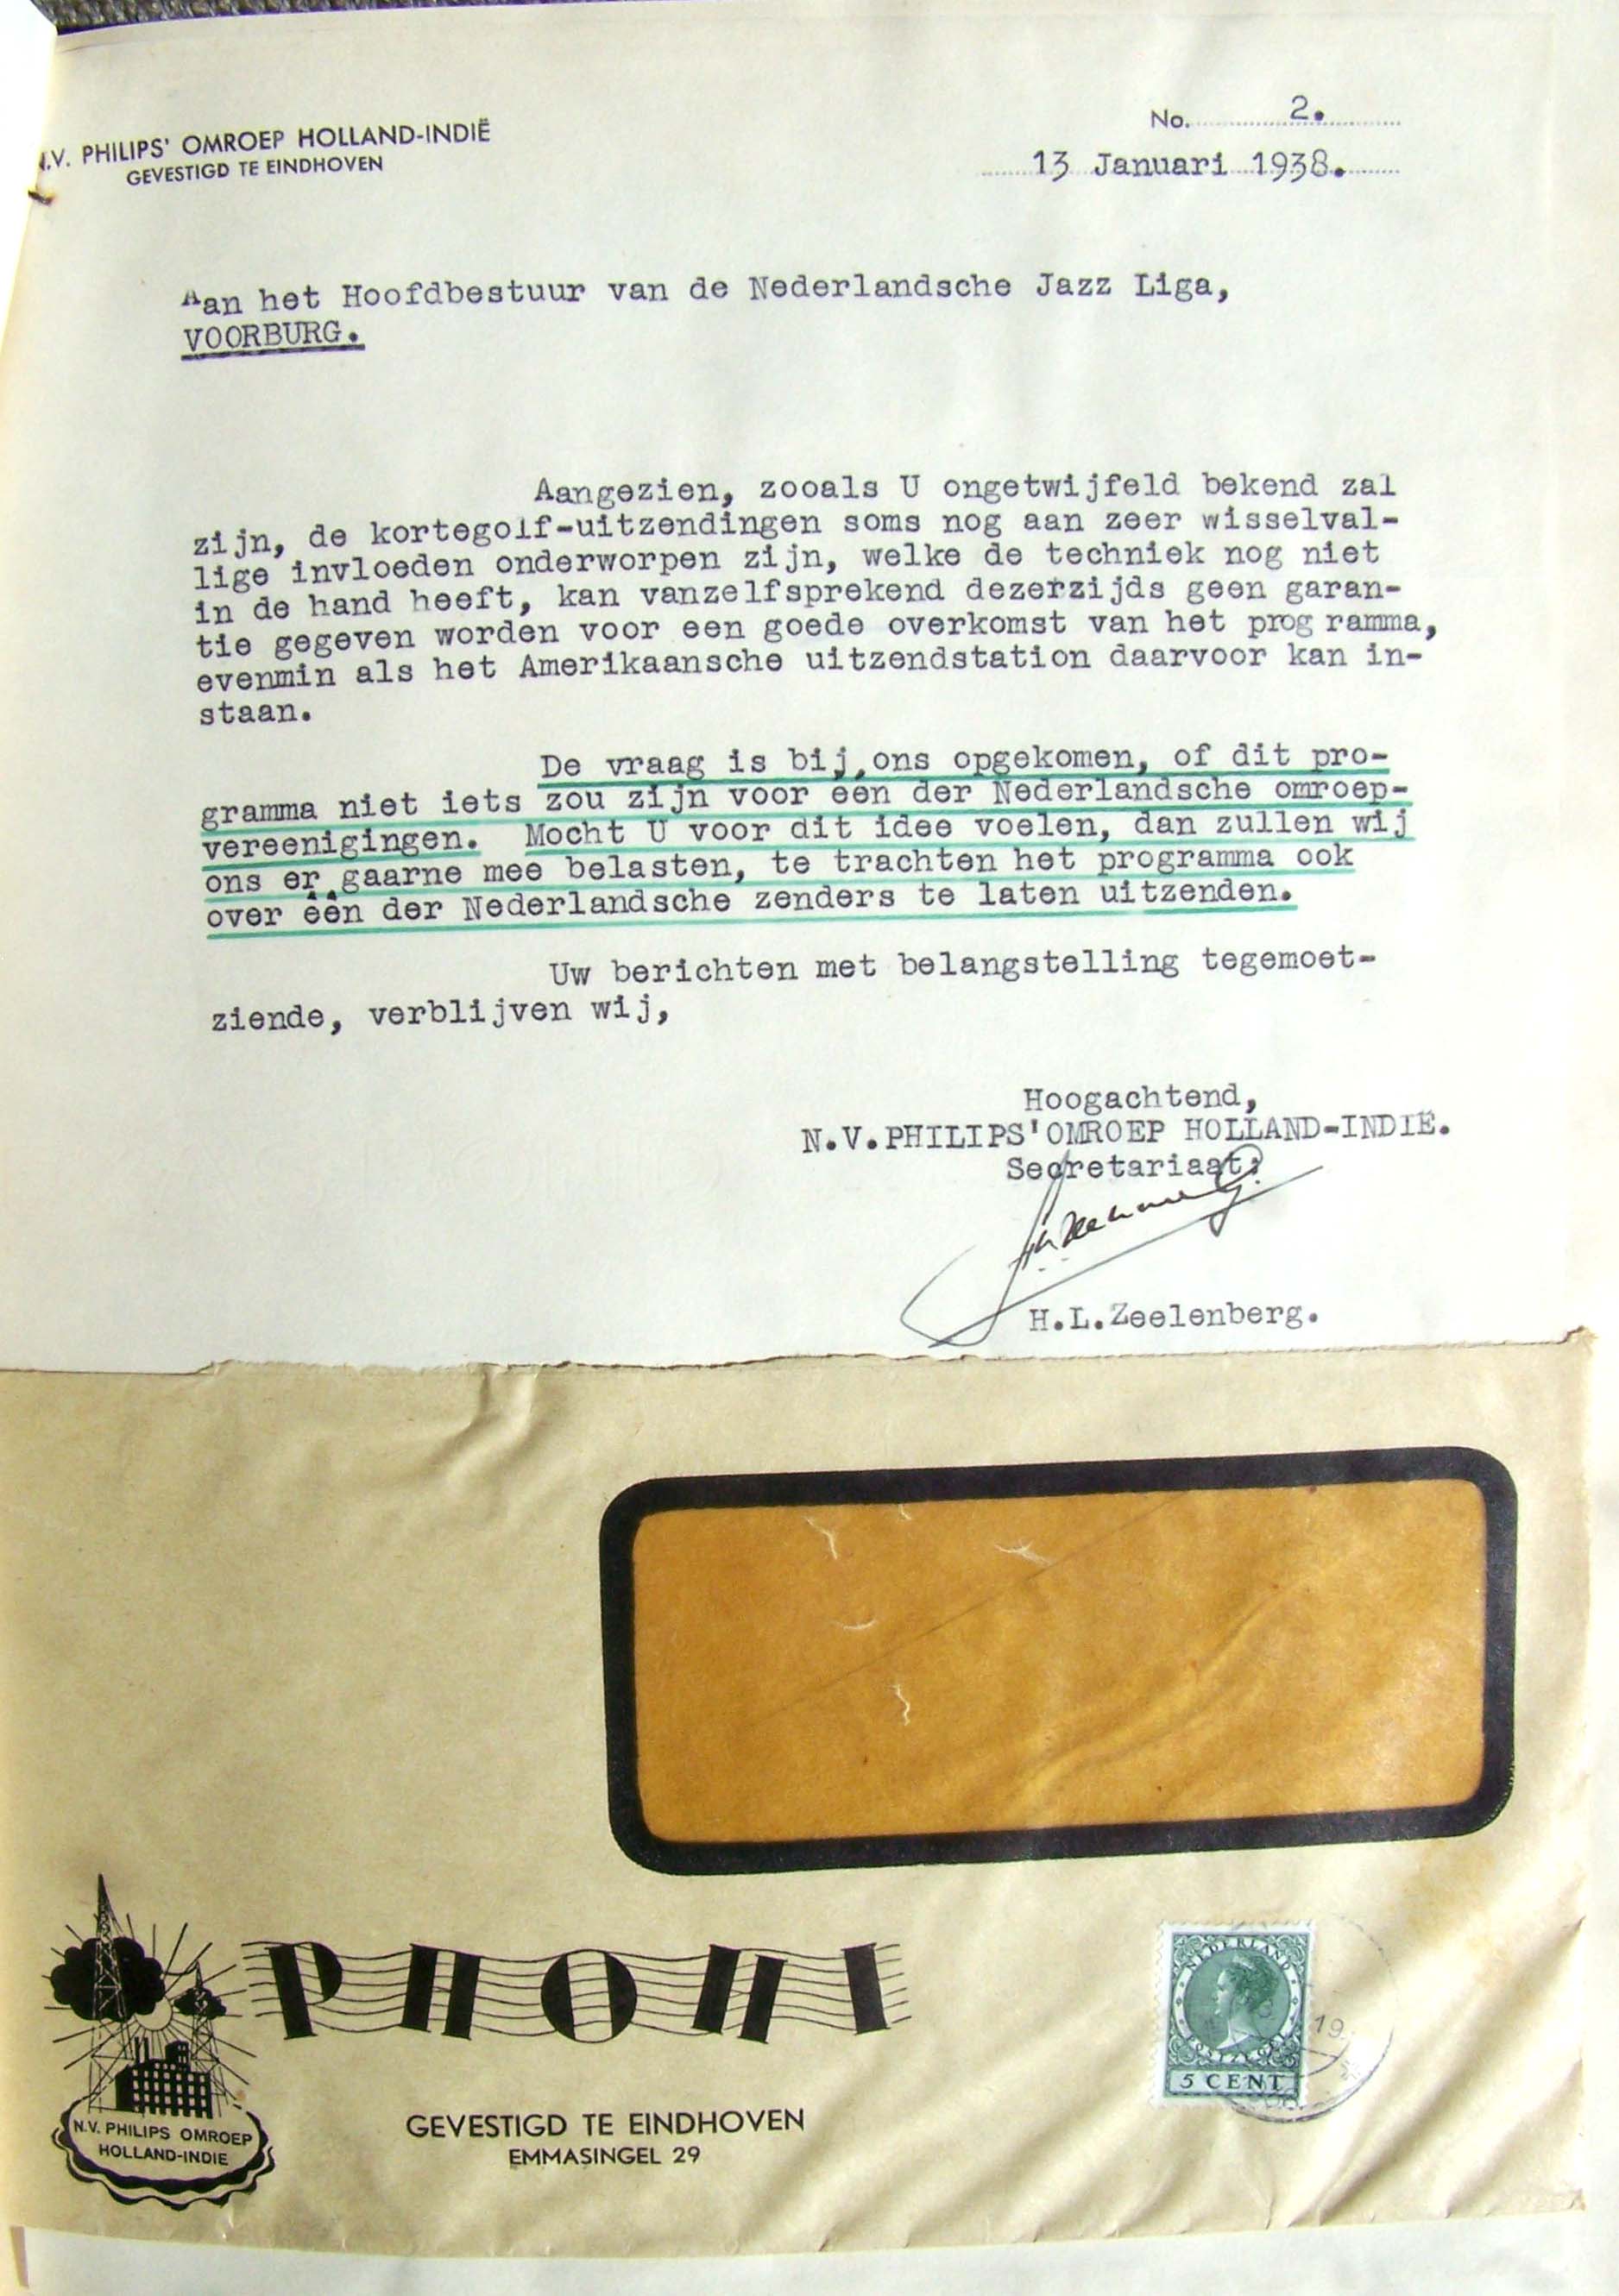 N.V. PHILIPS' OMROEP HOLLAND-INDIË
GEVESTIGD TE EINDHOVEN
No. 2.
13 Januari 1938.
Aan het Hoofdbestuur van de Nederlandsche Jazz Liga,
VOORBURG.
Aangezien, zooals U ongetwijfeld bekend zal
zijn, de kortegolf-uitzendingen soms nog aan zeer wisselval-
lige invloeden onderworpen zijn, welke de techniek nog niet
in de hand heeft, kan vanzelfsprekend dezerzijds geen garan-
tie gegeven worden voor een goede overkomst van het prog ramma,
evenmin als het Amerikaansche uitzendstation daarvoor kan in-
staan.
De vraag is bij ons opgekomen, of dit pro-
gramma niet iets zou zijn voor een der Nederlandsche omroep-
vereenigingen. Mocht U voor dit idee voelen, dan zullen wij
ons er gaarne mee belasten, te trachten het programma ook
over één der Nederlandsche zenders te laten uitzenden.
Uw berichten met belangstelling tegemoet-
ziende, verblijven wij,
Hoogachtend,
N.V.PHILIPS'OMROEP HOLLAND-INDIE.
Secretariaat:
H.L.Zeelenberg.
PHOHI
N.V. PHILIPS OMROEP
HOLLAND-INDIE
GEVESTIGD TE EINDHOVEN
EMMASINGEL 29
NEDERLAND
5 CENT
19